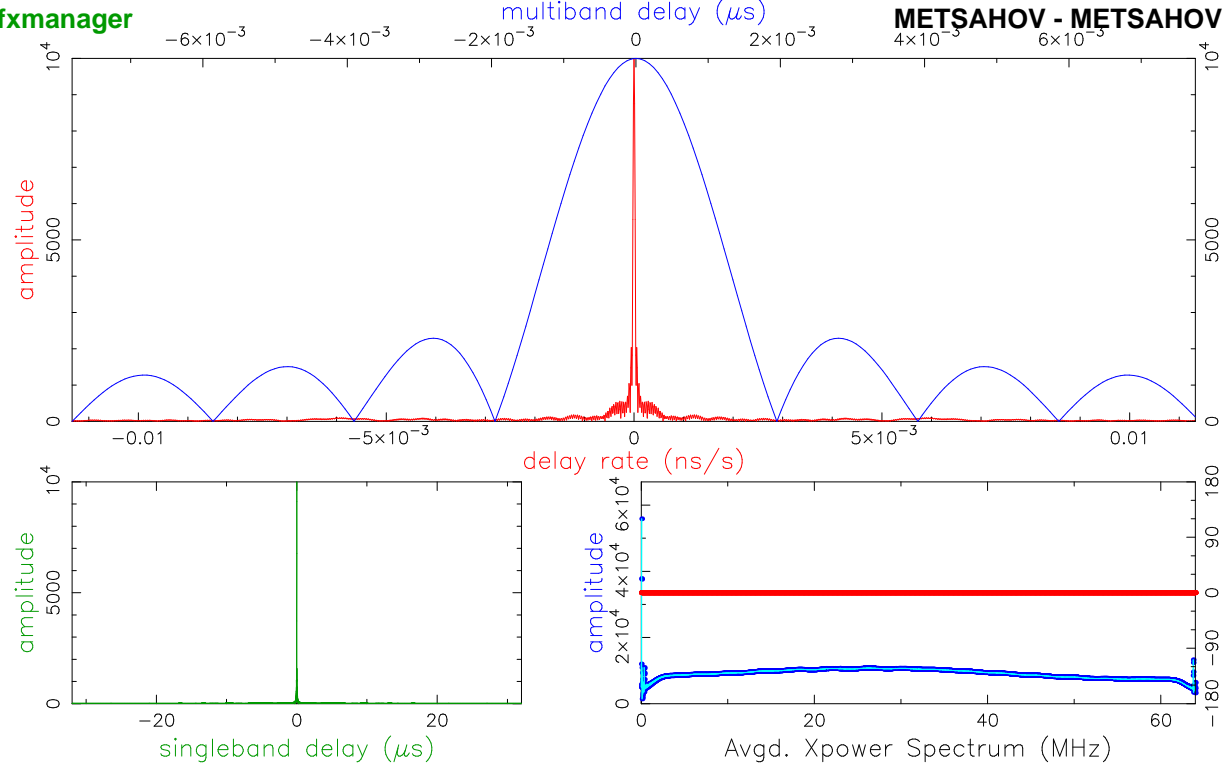 fxmanager
multiband delay (μs)
METSAHOV - METSAHOV
−6×10⁻³ −4×10⁻³ −2×10⁻³ 0 2×10⁻³ 4×10⁻³ 6×10⁻³
amplitude
0 5000 10⁴
0 5000 10⁴
−0.01 −5×10⁻³ 0 5×10⁻³ 0.01
delay rate (ns/s)
amplitude
0 5000 10⁴
−20 0 20
singleband delay (μs)
amplitude
0 2×10⁴ 4×10⁴ 6×10⁴
−180 −90 0 90 180
0 20 40 60
Avgd. Xpower Spectrum (MHz)